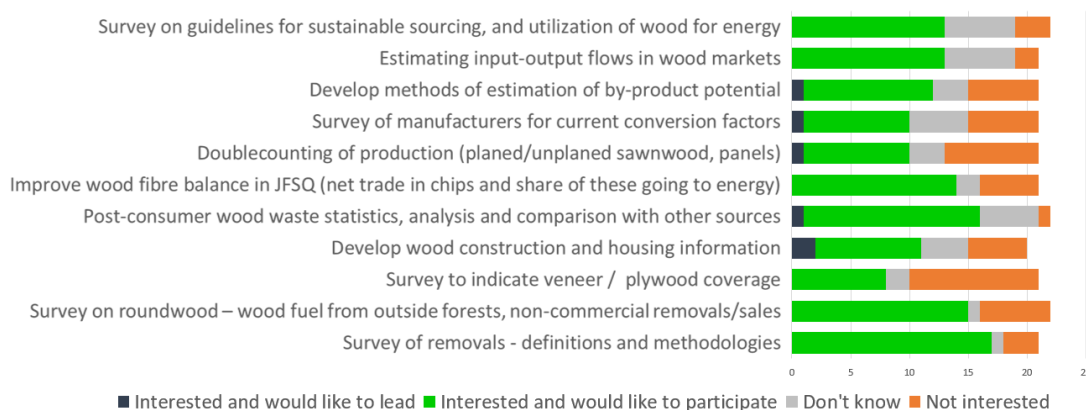 Survey on guidelines for sustainable sourcing, and utilization of wood for energy
Estimating input-output flows in wood markets
Develop methods of estimation of by-product potential
Survey of manufacturers for current conversion factors
Doublecounting of production (planed/unplaned sawnwood, panels)
Improve wood fibre balance in JFSQ (net trade in chips and share of these going to energy)
Post-consumer wood waste statistics, analysis and comparison with other sources
Develop wood construction and housing information
Survey to indicate veneer / plywood coverage
Survey on roundwood – wood fuel from outside forests, non-commercial removals/sales
Survey of removals - definitions and methodologies
0 5 10 15 20
Interested and would like to lead Interested and would like to participate Don't know Not interested